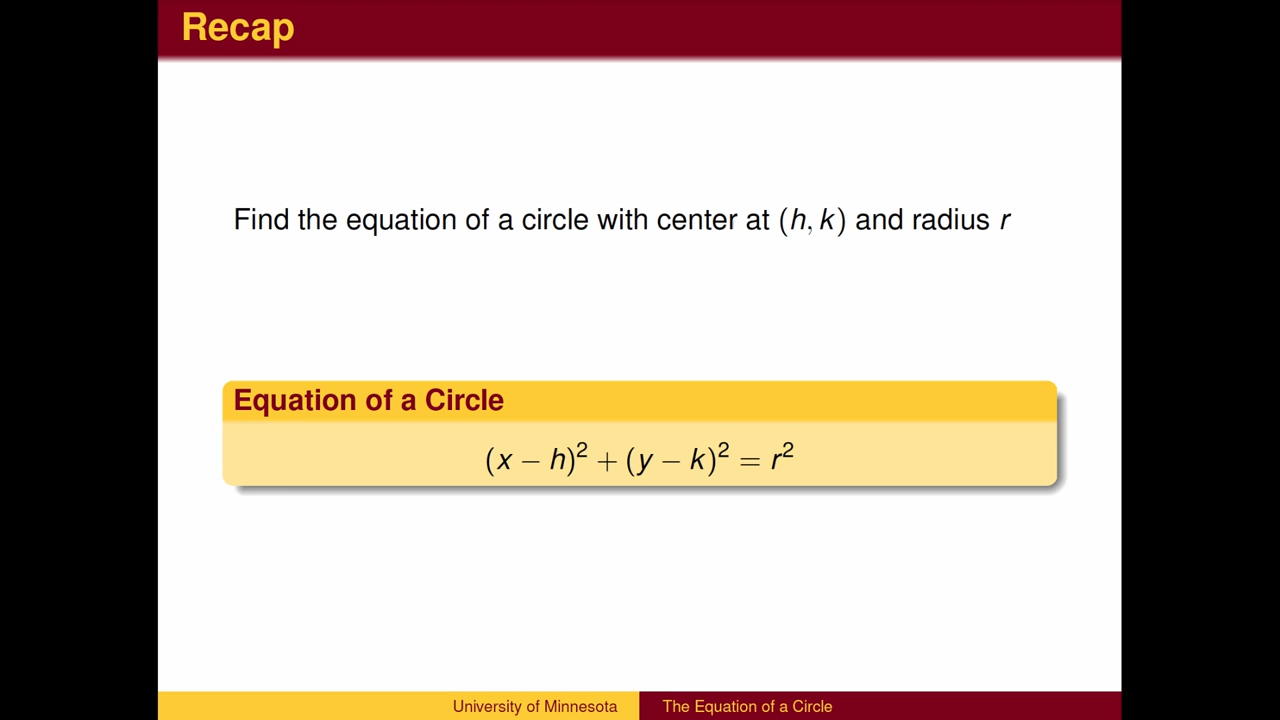 Recap
Find the equation of a circle with center at (h, k) and radius r
Equation of a Circle
(x − h)² + (y − k)² = r²
University of Minnesota
The Equation of a Circle